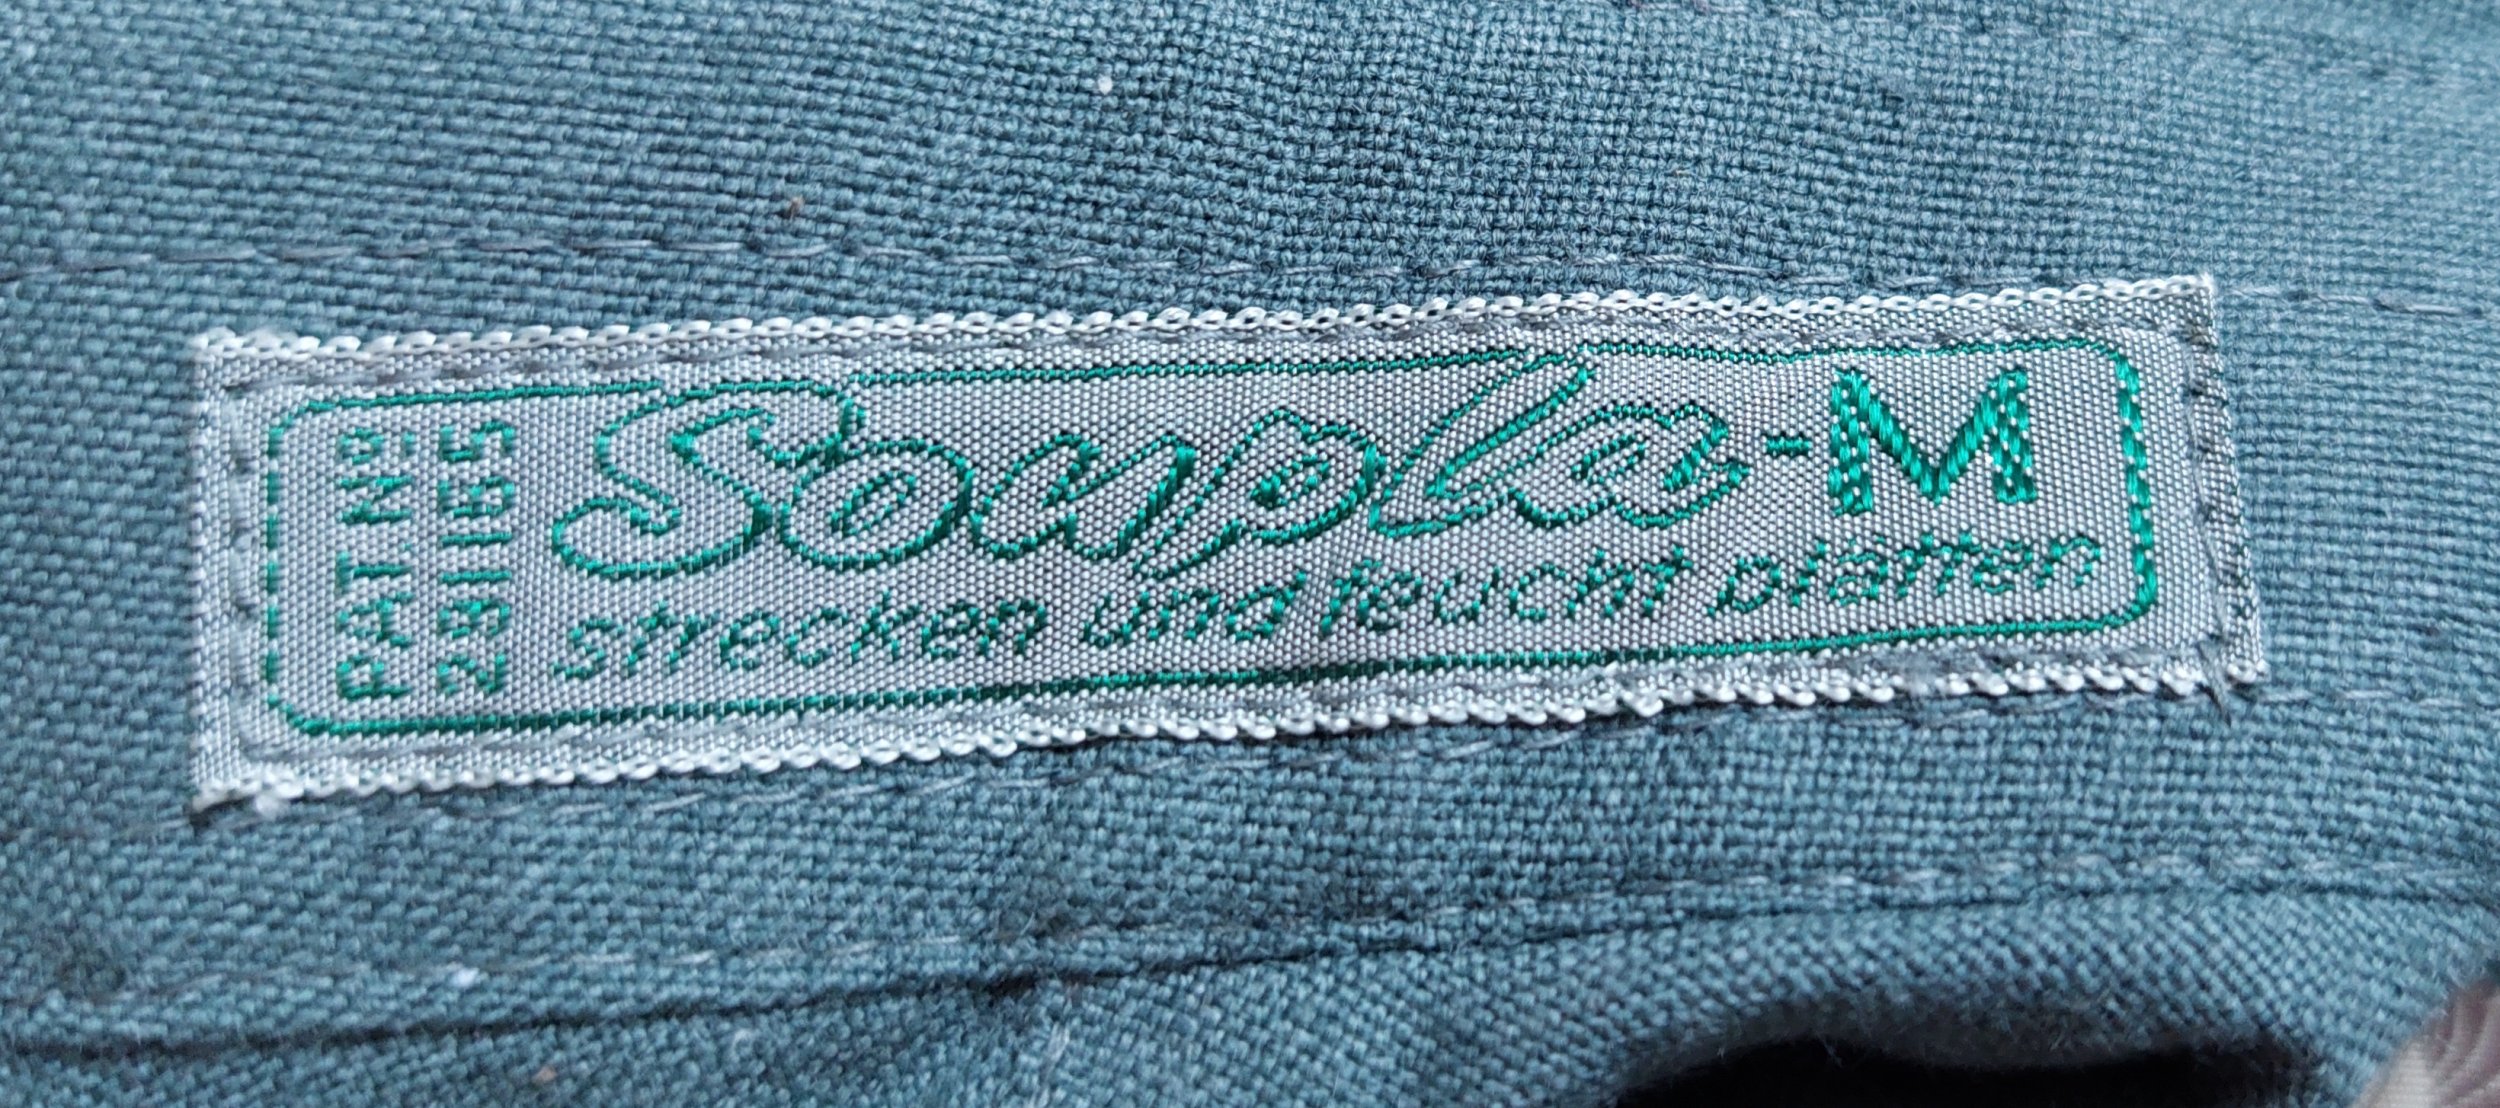 PAT. Nº
291165
Soupla-M
strecken und feucht plätten